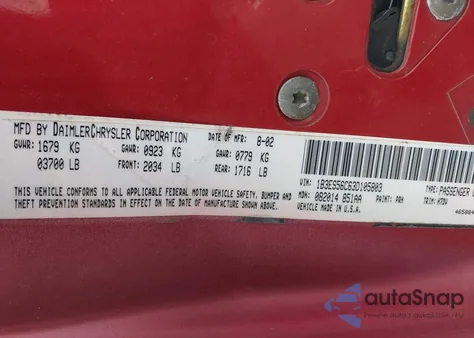 MFD BY DAIMLERCHRYSLER CORPORATION DATE OF MFR: 8-02
GVWR: 1679 KG GAWR: 0923 KG GAWR: 0779 KG
03700 LB FRONT: 2034 LB REAR: 1716 LB
THIS VEHICLE CONFORMS TO ALL APPLICABLE FEDERAL MOTOR VEHICLE SAFETY, BUMPER AND
THEFT PREVENTION STANDARDS IN EFFECT ON THE DATE OF MANUFACTURE SHOWN ABOVE.
VIN: 1B3ES56C63D105803 TYPE: PASSENGER
MDH: 082014 851AA PAINT: PRH TRIM: H7DV
VEHICLE MADE IN U.S.A.
autoSnap